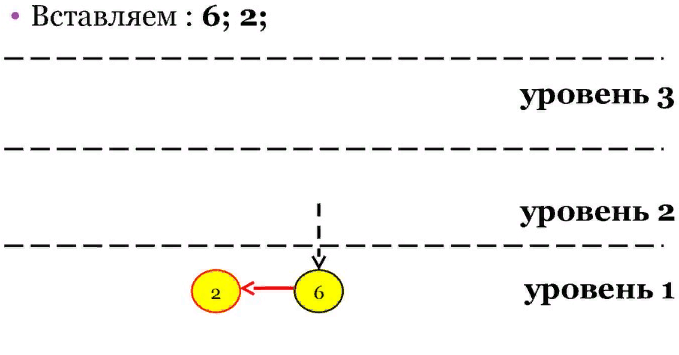 • Вставляем : 6; 2;
уровень 3
уровень 2
2 6 уровень 1